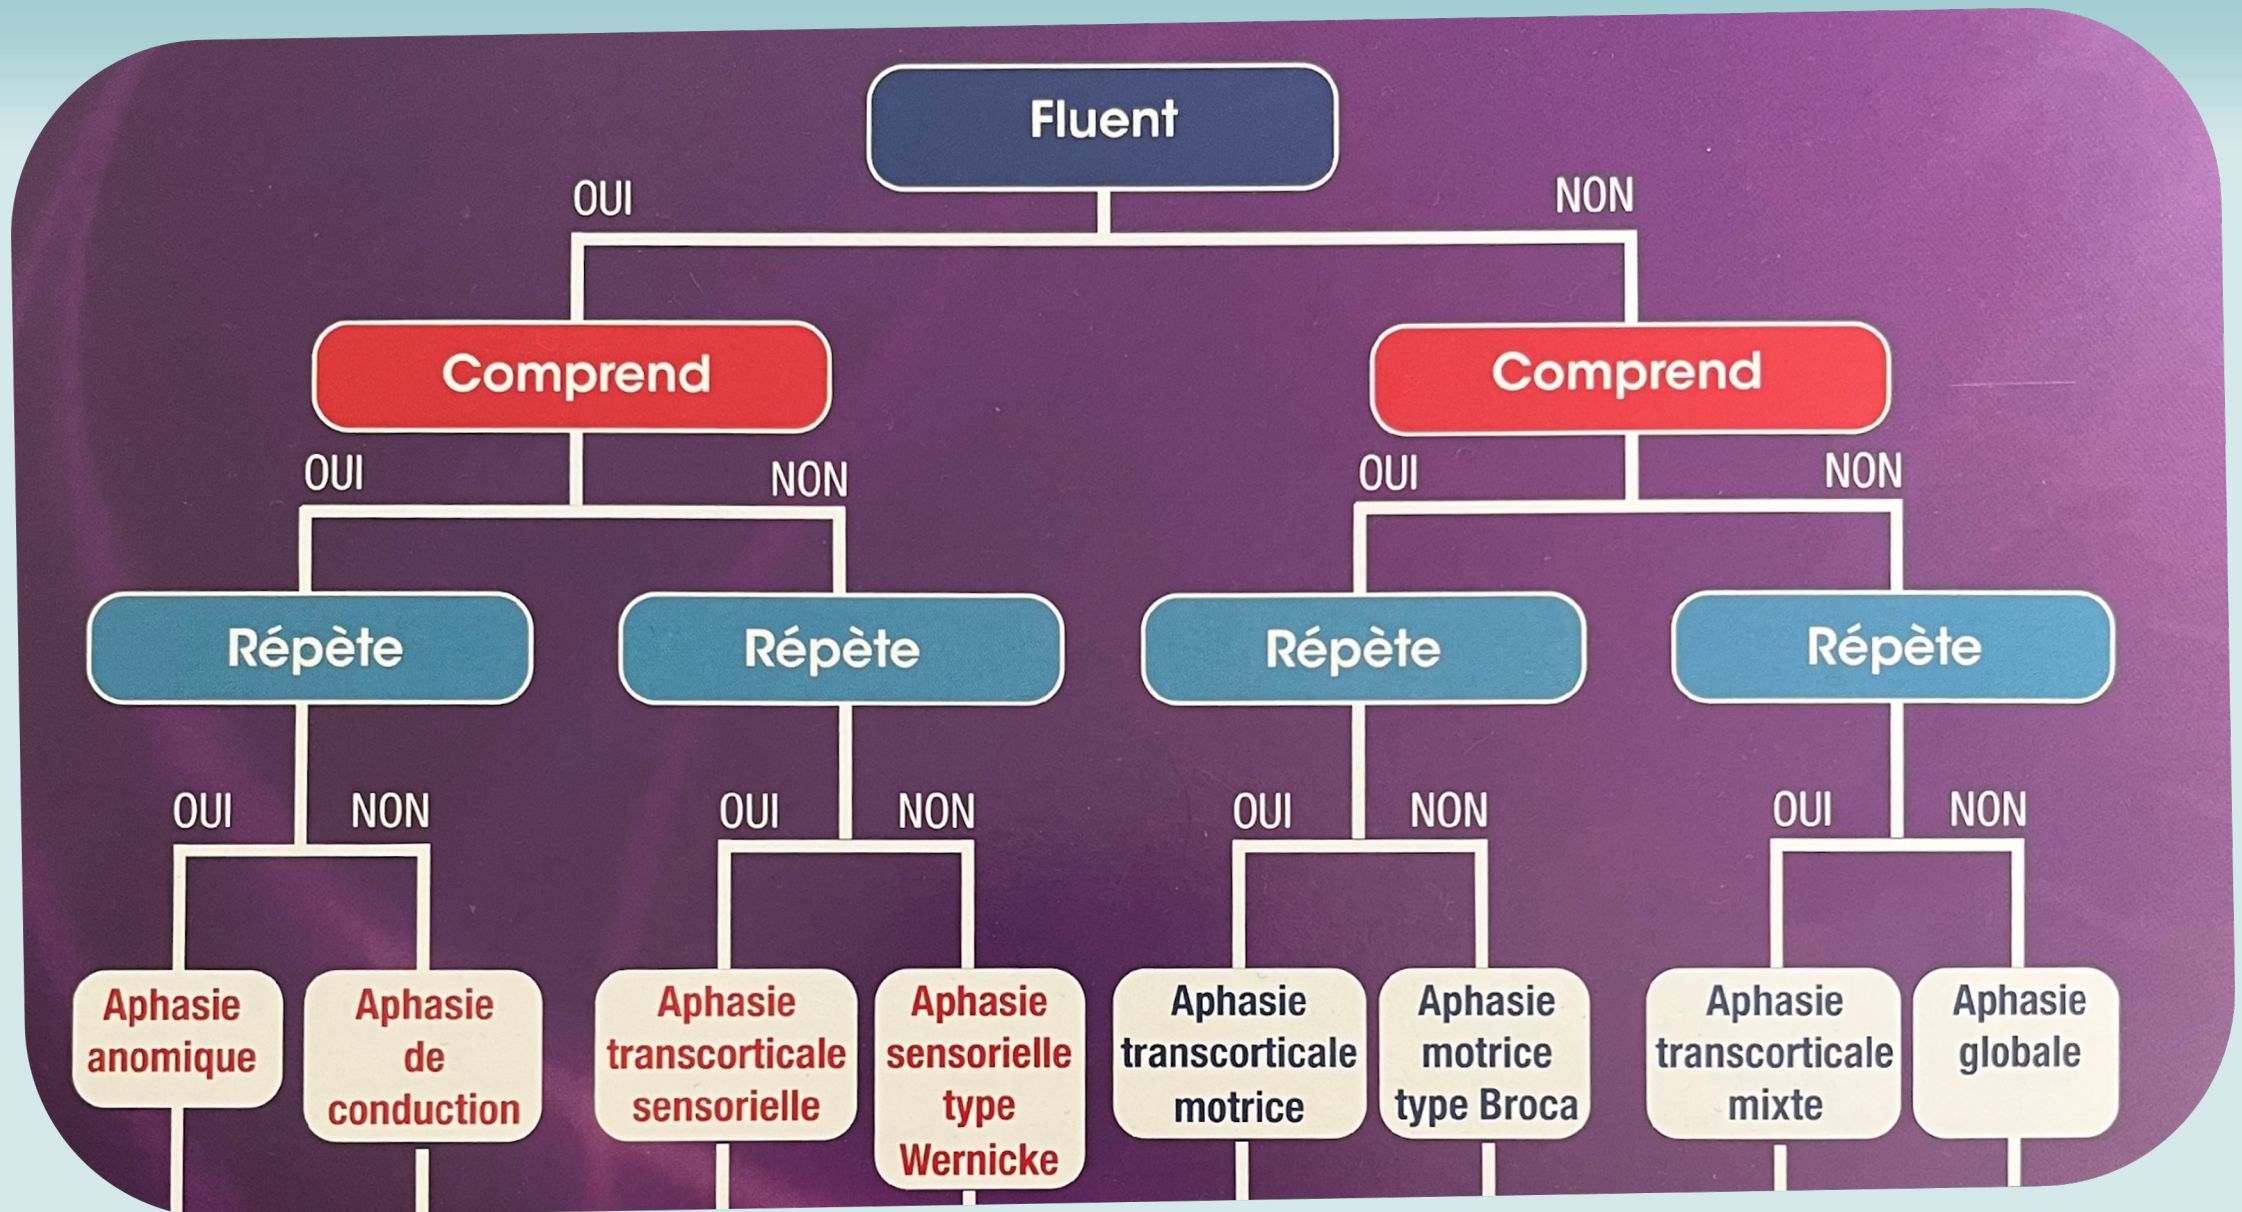 Fluent
OUI
NON
Comprend
Comprend
OUI
NON
OUI
NON
Répète
Répète
Répète
Répète
OUI
NON
OUI
NON
OUI
NON
OUI
NON
Aphasie
anomique
Aphasie
de
conduction
Aphasie
transcorticale
sensorielle
Aphasie
sensorielle
type
Wernicke
Aphasie
transcorticale
motrice
Aphasie
motrice
type Broca
Aphasie
transcorticale
mixte
Aphasie
globale